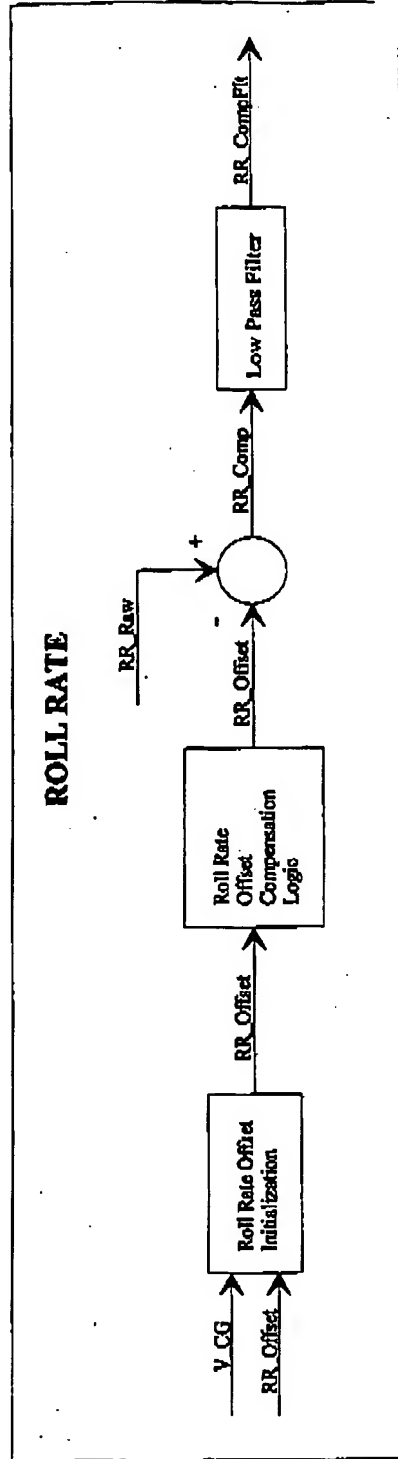 ROLL RATE
V_CG
RR_Offset
Roll Rate Offset
Initialization
RR_Offset
Roll Rate
Offset
Compensation
Logic
RR_Offset
RR_Raw
+
-
RR_Comp
Low Pass Filter
RR_CompFlt